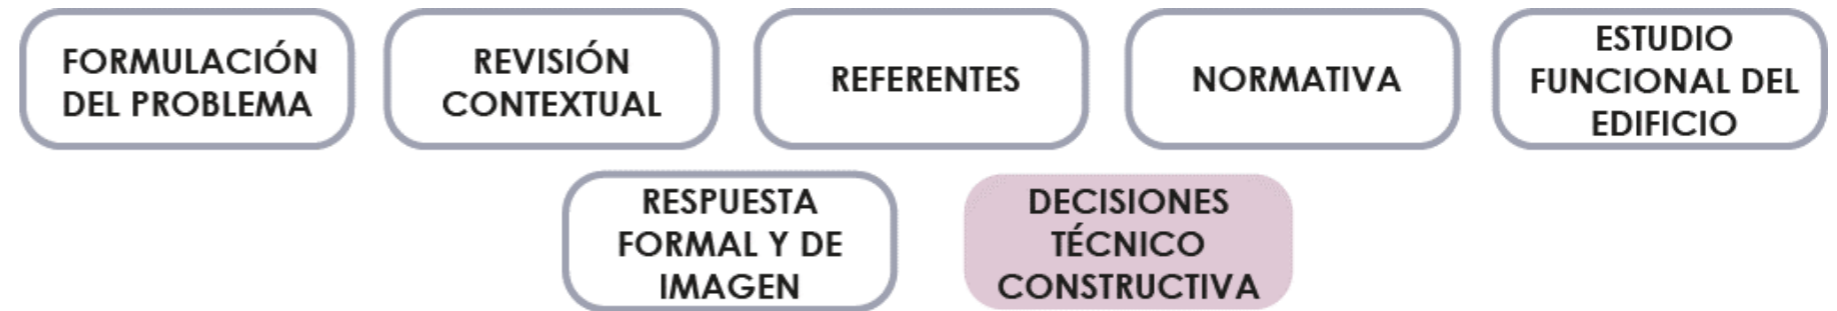 FORMULACIÓN
DEL PROBLEMA
REVISIÓN
CONTEXTUAL
REFERENTES
NORMATIVA
ESTUDIO
FUNCIONAL DEL
EDIFICIO
RESPUESTA
FORMAL Y DE
IMAGEN
DECISIONES
TÉCNICO
CONSTRUCTIVA